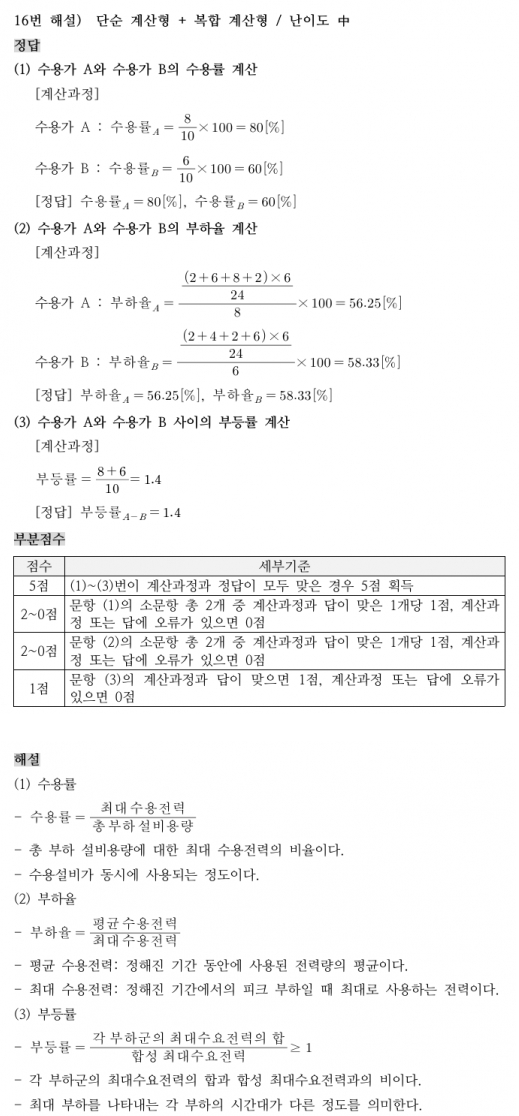 16번 해설) 단순 계산형 + 복합 계산형 / 난이도 中
정답
(1) 수용가 A와 수용가 B의 수용률 계산
[계산과정]
수용가 A : 수용률_A = 8/10 × 100 = 80[%]
수용가 B : 수용률_B = 6/10 × 100 = 60[%]
[정답] 수용률_A = 80[%], 수용률_B = 60[%]
(2) 수용가 A와 수용가 B의 부하율 계산
[계산과정]
수용가 A : 부하율_A = ((2+6+8+2)×6/24)/8 × 100 = 56.25[%]
수용가 B : 부하율_B = ((2+4+2+6)×6/24)/6 × 100 = 58.33[%]
[정답] 부하율_A = 56.25[%], 부하율_B = 58.33[%]
(3) 수용가 A와 수용가 B 사이의 부등률 계산
[계산과정]
부등률 = (8+6)/10 = 1.4
[정답] 부등률_A-B = 1.4
부분점수
점수 세부기준
5점 (1)~(3)번이 계산과정과 정답이 모두 맞은 경우 5점 획득
2~0점 문항 (1)의 소문항 총 2개 중 계산과정과 답이 맞은 1개당 1점, 계산과
정 또는 답에 오류가 있으면 0점
2~0점 문항 (2)의 소문항 총 2개 중 계산과정과 답이 맞은 1개당 1점, 계산과
정 또는 답에 오류가 있으면 0점
1점 문항 (3)의 계산과정과 답이 맞으면 1점, 계산과정 또는 답에 오류가
있으면 0점
해설
(1) 수용률
- 수용률 = 최대 수용전력/총 부하 설비용량
- 총 부하 설비용량에 대한 최대 수용전력의 비율이다.
- 수용설비가 동시에 사용되는 정도이다.
(2) 부하율
- 부하율 = 평균 수용전력/최대 수용전력
- 평균 수용전력: 정해진 기간 동안에 사용된 전력량의 평균이다.
- 최대 수용전력: 정해진 기간에서의 피크 부하일 때 최대로 사용하는 전력이다.
(3) 부등률
- 부등률 = 각 부하군의 최대수요전력의 합/합성 최대수요전력 ≥ 1
- 각 부하군의 최대수요전력의 합과 합성 최대수요전력과의 비이다.
- 최대 부하를 나타내는 각 부하의 시간대가 다른 정도를 의미한다.